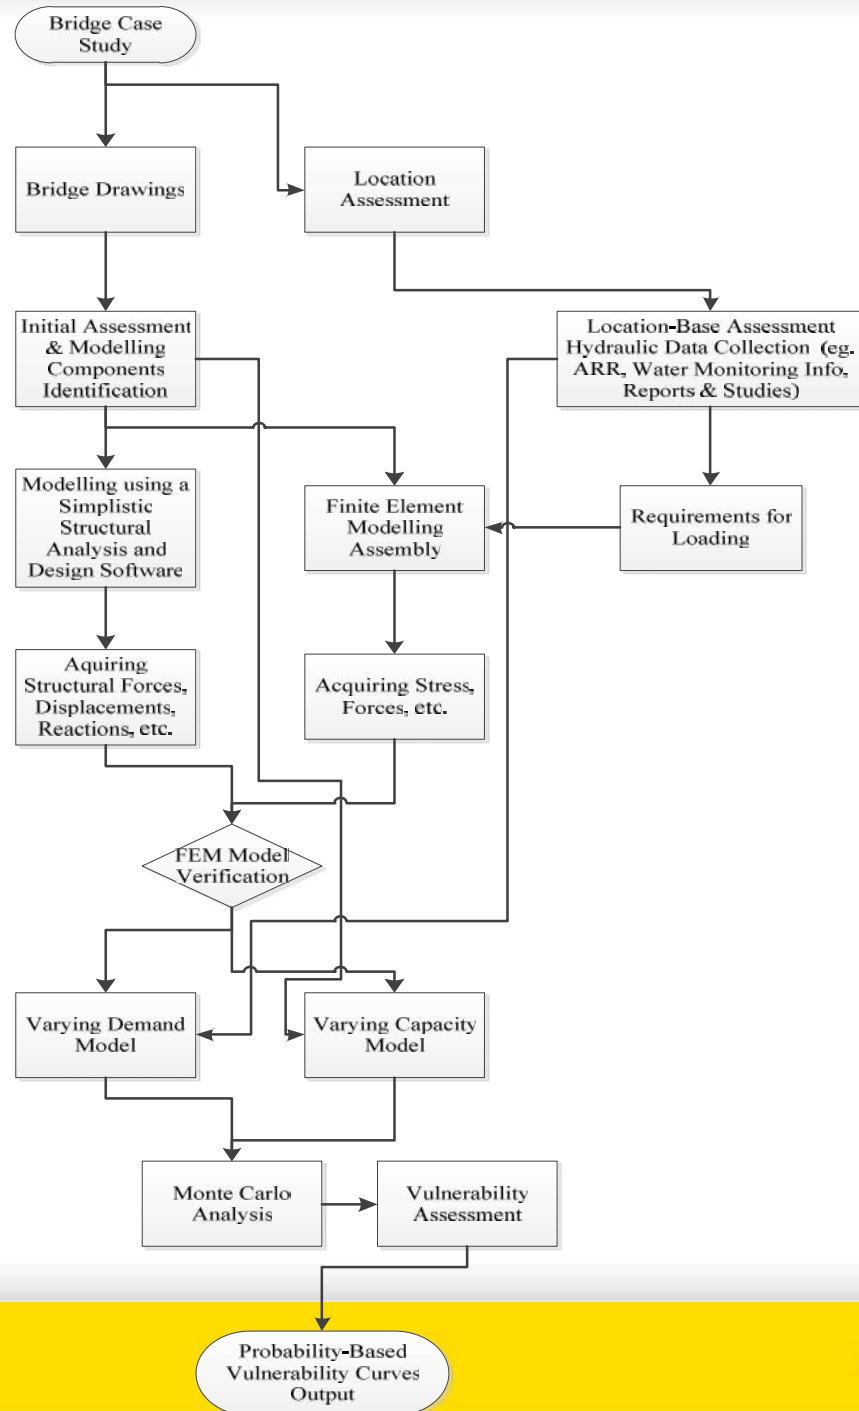 Bridge Case
Study
Bridge Drawings
Location
Assessment
Initial Assessment
& Modelling
Components
Identification
Location-Base Assessment
Hydraulic Data Collection (eg.
ARR, Water Monitoring Info,
Reports & Studies)
Modelling using a
Simplistic
Structural
Analysis and
Design Software
Finite Element
Modelling
Assembly
Requirements for
Loading
Aquiring
Structural Forces,
Displacements,
Reactions, etc.
Acquiring Stress,
Forces, etc.
FEM Model
Verification
Varying Demand
Model
Varying Capacity
Model
Monte Carlo
Analysis
Vulnerability
Assessment
Probability-Based
Vulnerability Curves
Output